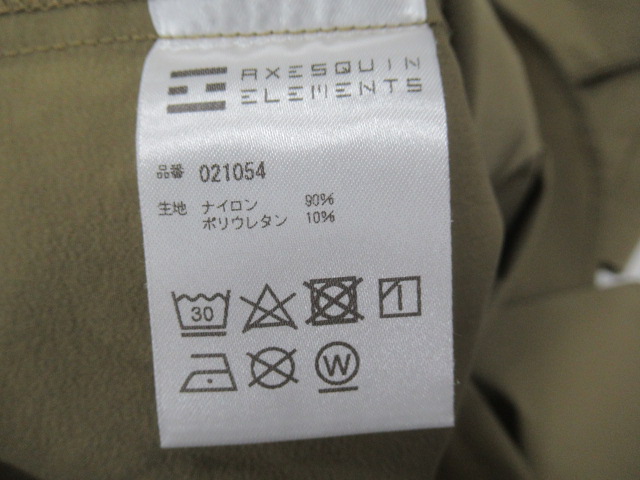 AXESQUIN
ELEMENTS
品番 021054
生地 ナイロン 90%
ポリウレタン 10%
30
W